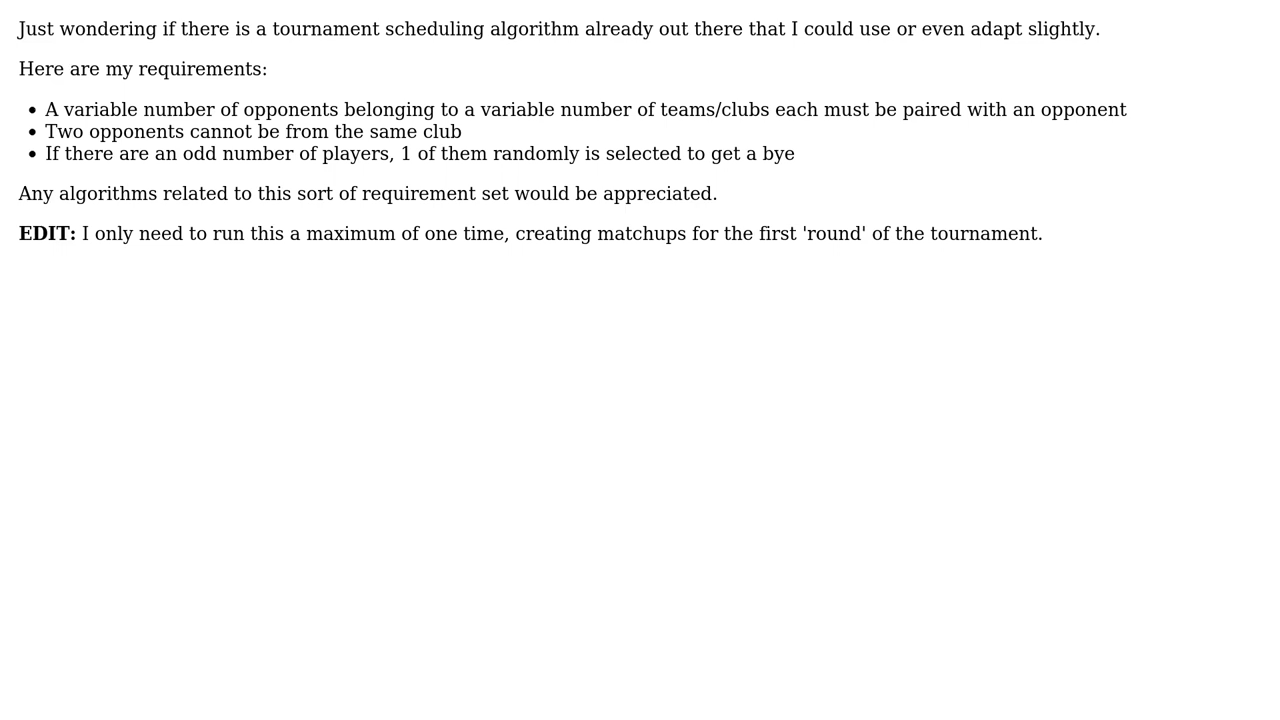 Just wondering if there is a tournament scheduling algorithm already out there that I could use or even adapt slightly.
Here are my requirements:
• A variable number of opponents belonging to a variable number of teams/clubs each must be paired with an opponent
• Two opponents cannot be from the same club
• If there are an odd number of players, 1 of them randomly is selected to get a bye
Any algorithms related to this sort of requirement set would be appreciated.
EDIT: I only need to run this a maximum of one time, creating matchups for the first 'round' of the tournament.